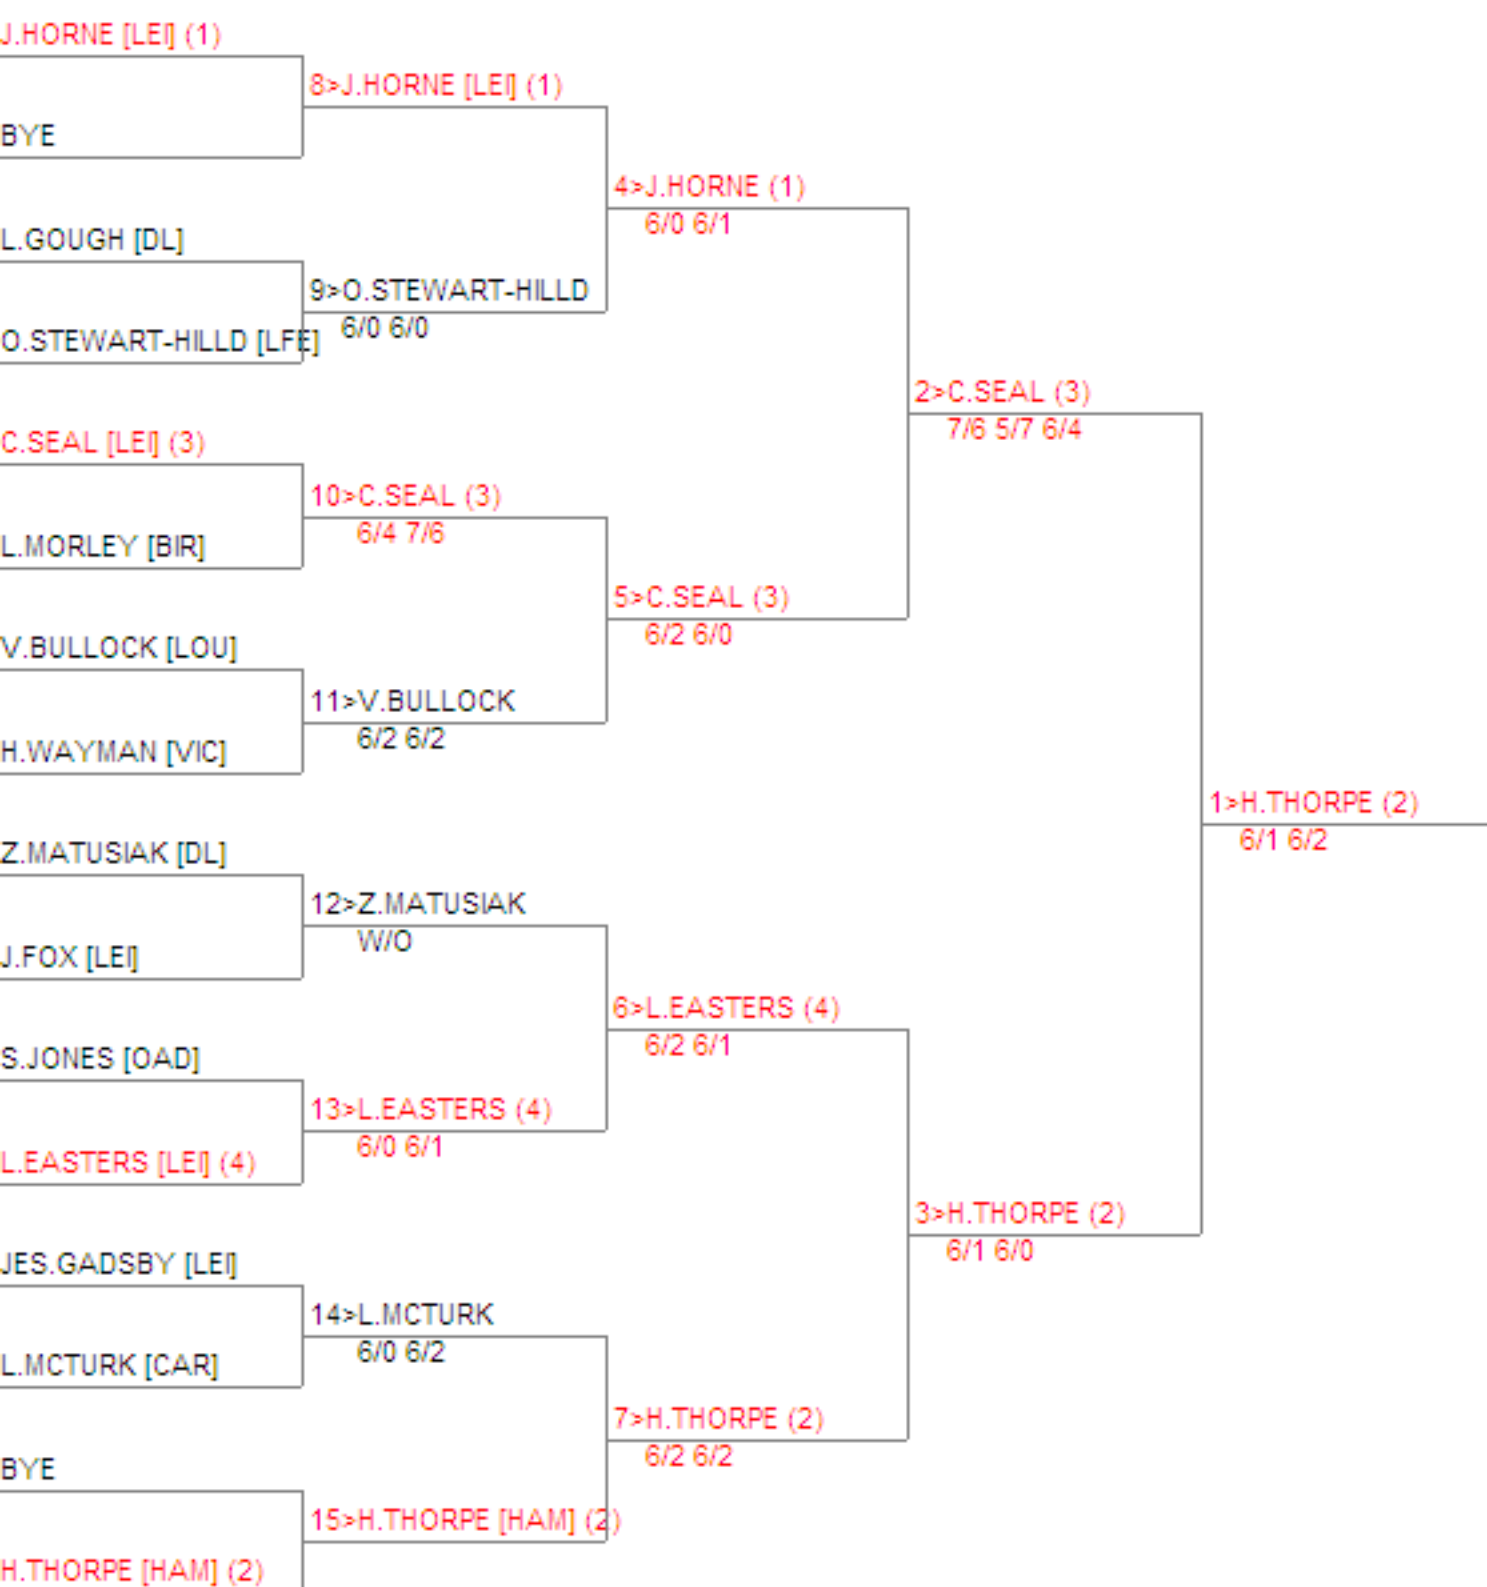 J.HORNE [LEI] (1)
8>J.HORNE [LEI] (1)
BYE
4>J.HORNE (1)
6/0 6/1
L.GOUGH [DL]
9>O.STEWART-HILLD
6/0 6/0
O.STEWART-HILLD [LFE]
2>C.SEAL (3)
7/6 5/7 6/4
C.SEAL [LEI] (3)
10>C.SEAL (3)
6/4 7/6
L.MORLEY [BIR]
5>C.SEAL (3)
6/2 6/0
V.BULLOCK [LOU]
11>V.BULLOCK
6/2 6/2
H.WAYMAN [VIC]
1>H.THORPE (2)
6/1 6/2
Z.MATUSIAK [DL]
12>Z.MATUSIAK
W/O
J.FOX [LEI]
6>L.EASTERS (4)
6/2 6/1
S.JONES [OAD]
13>L.EASTERS (4)
6/0 6/1
L.EASTERS [LEI] (4)
3>H.THORPE (2)
6/1 6/0
JES.GADSBY [LEI]
14>L.MCTURK
6/0 6/2
L.MCTURK [CAR]
7>H.THORPE (2)
6/2 6/2
BYE
15>H.THORPE [HAM] (2)
H.THORPE [HAM] (2)